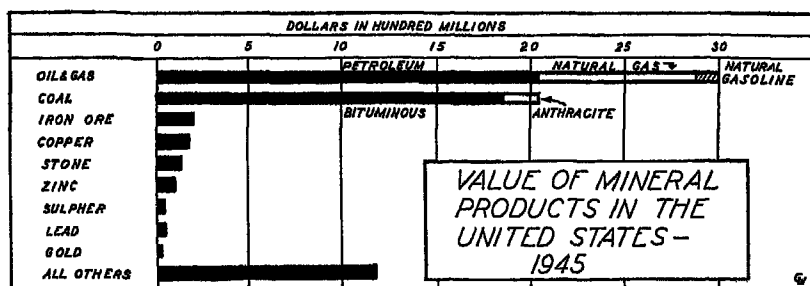 DOLLARS IN HUNDRED MILLIONS
0 5 10 15 20 25 30
PETROLEUM NATURAL GAS NATURAL
OIL & GAS GASOLINE
COAL
BITUMINOUS ANTHRACITE
IRON ORE
COPPER
STONE
ZINC
SULPHER
LEAD
GOLD
ALL OTHERS
VALUE OF MINERAL
PRODUCTS IN THE
UNITED STATES –
1945